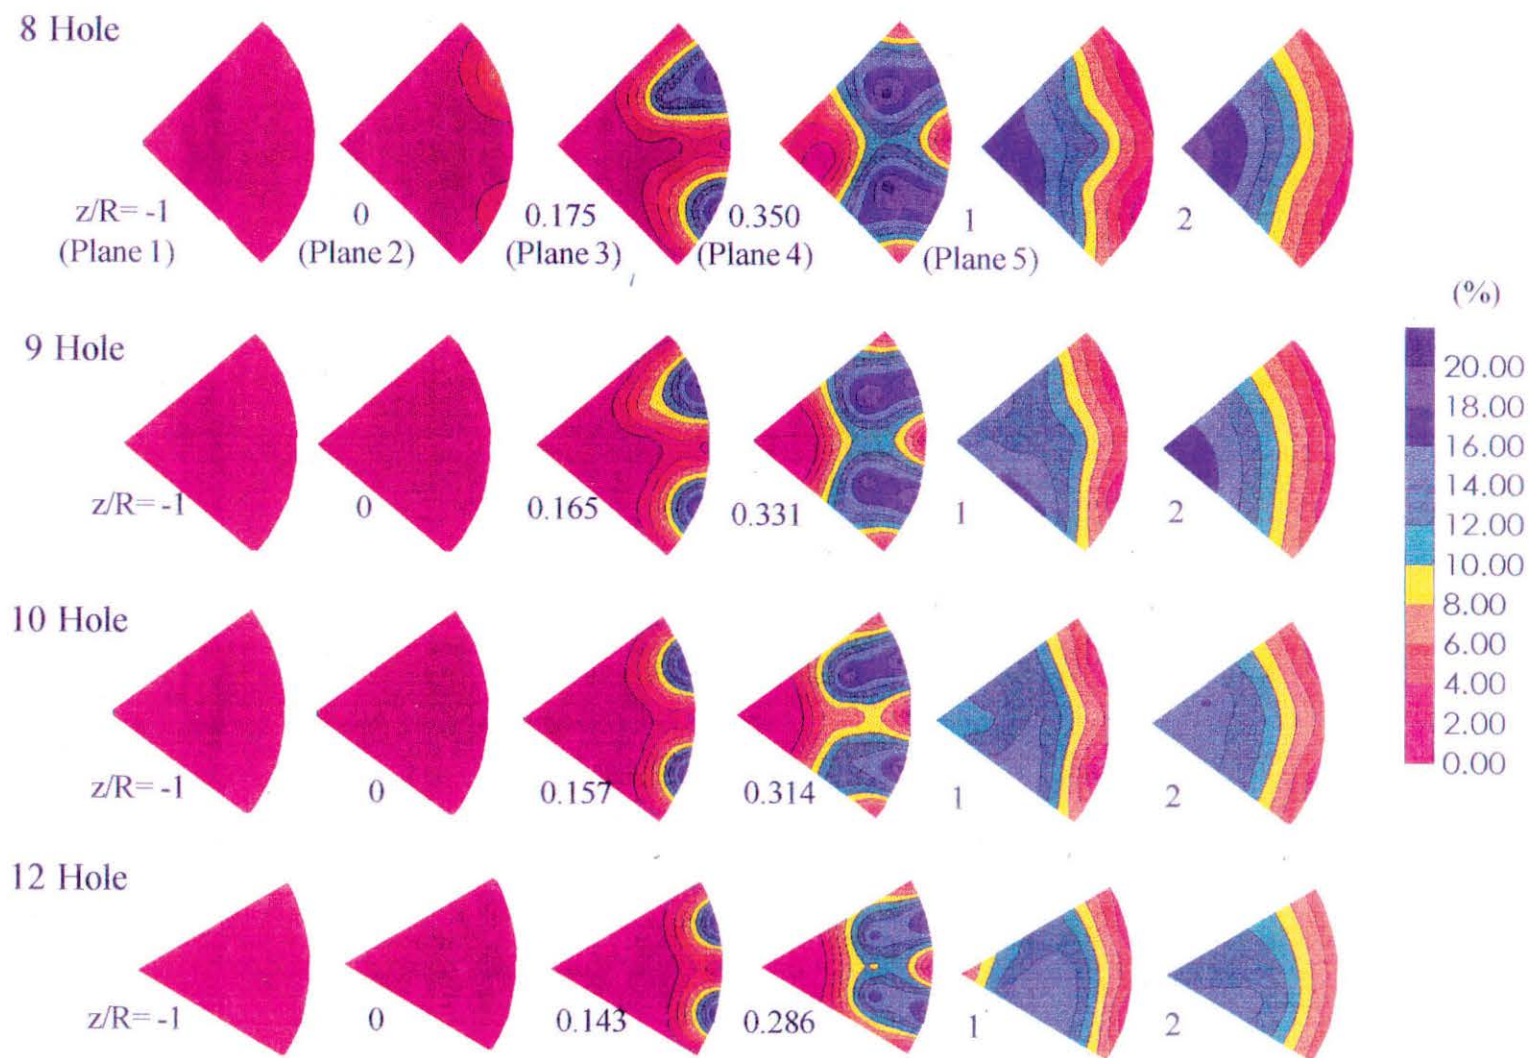 8 Hole
z/R= -1 0 0.175 0.350 1 2
(Plane 1) (Plane 2) (Plane 3) (Plane 4) (Plane 5)
(%)
9 Hole
z/R= -1 0 0.165 0.331 1 2
20.00
18.00
16.00
14.00
12.00
10.00
8.00
6.00
4.00
2.00
0.00
10 Hole
z/R= -1 0 0.157 0.314 1 2
12 Hole
z/R= -1 0 0.143 0.286 1 2